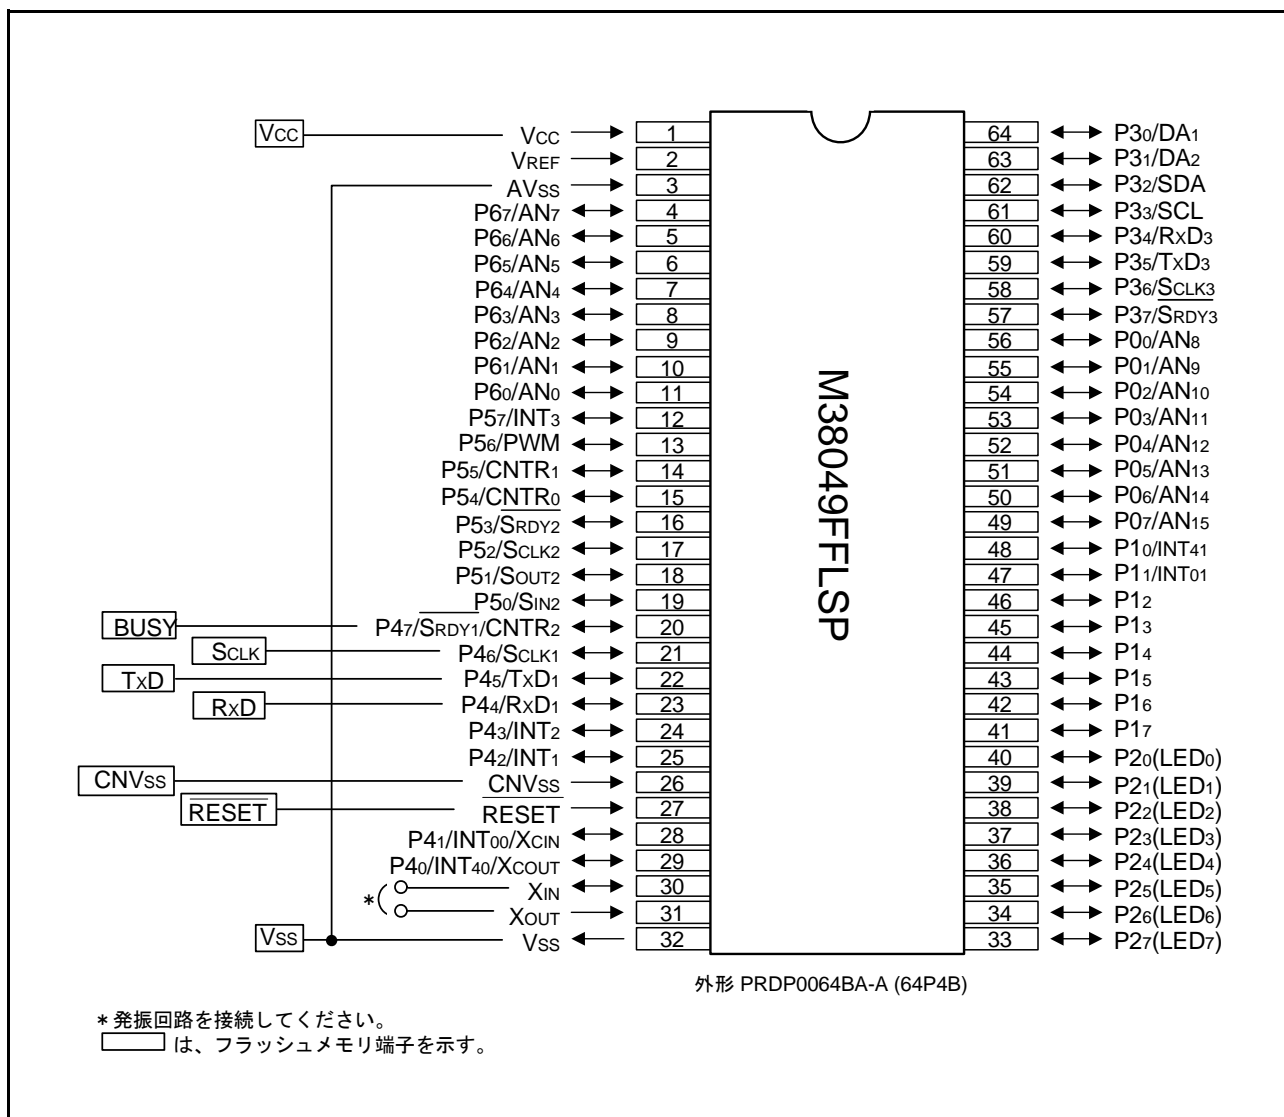 VCC VCC 1 64 P30/DA1
VREF 2 63 P31/DA2
AVSS 3 62 P32/SDA
P67/AN7 4 61 P33/SCL
P66/AN6 5 60 P34/RXD3
P65/AN5 6 59 P35/TXD3
P64/AN4 7 58 P36/SCLK3
P63/AN3 8 57 P37/SRDY3
P62/AN2 9 56 P00/AN8
P61/AN1 10 55 P01/AN9
P60/AN0 11 54 P02/AN10
P57/INT3 12 53 P03/AN11
P56/PWM 13 52 P04/AN12
P55/CNTR1 14 51 P05/AN13
P54/CNTR0 15 50 P06/AN14
P53/SRDY2 16 49 P07/AN15
P52/SCLK2 17 48 P10/INT41
P51/SOUT2 18 47 P11/INT01
P50/SIN2 19 46 P12
BUSY P47/SRDY1/CNTR2 20 45 P13
SCLK P46/SCLK1 21 44 P14
TXD P45/TXD1 22 43 P15
RXD P44/RXD1 23 42 P16
P43/INT2 24 41 P17
P42/INT1 25 40 P20(LED0)
CNVSS CNVSS 26 39 P21(LED1)
RESET RESET 27 38 P22(LED2)
P41/INT00/XCIN 28 37 P23(LED3)
P40/INT40/XCOUT 29 36 P24(LED4)
* XIN 30 35 P25(LED5)
XOUT 31 34 P26(LED6)
VSS VSS 32 33 P27(LED7)
M38049FFLSP
外形 PRDP0064BA-A (64P4B)
* 発振回路を接続してください。
は、フラッシュメモリ端子を示す。